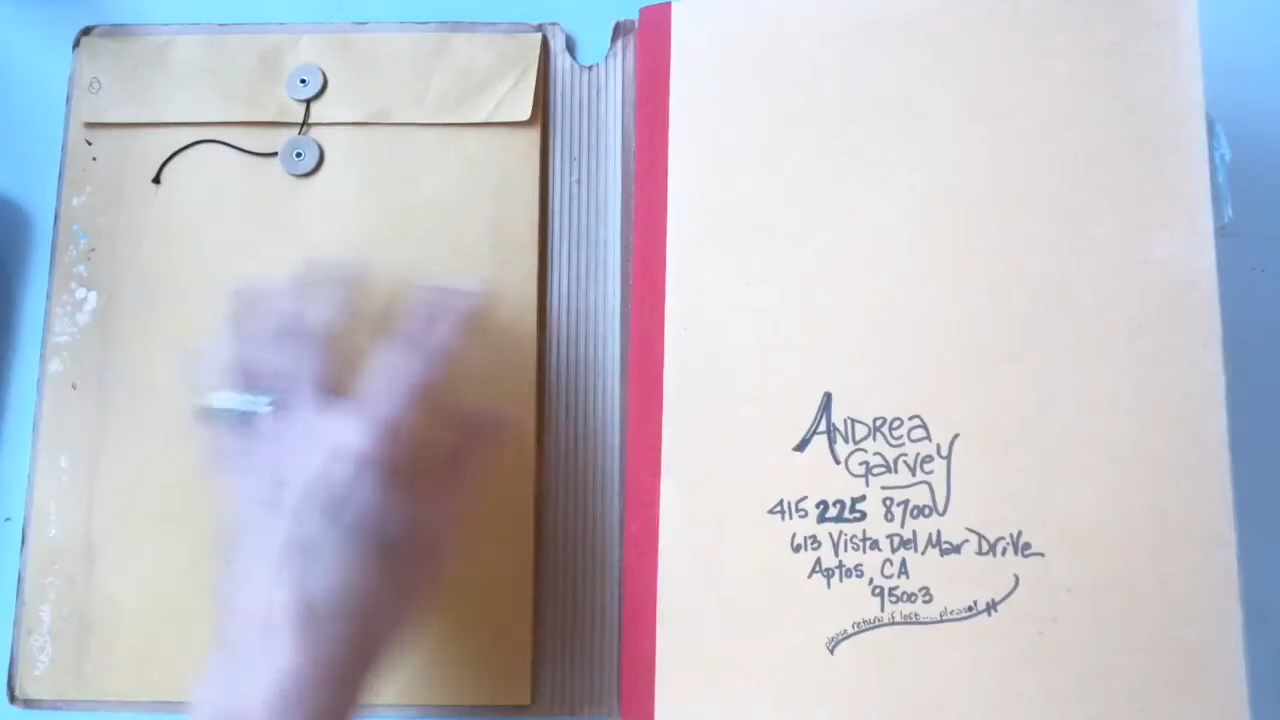 ANDREA
Garvey
415 225 8700
613 Vista Del Mar Drive
Aptos, CA
95003
please return if lost.... please!